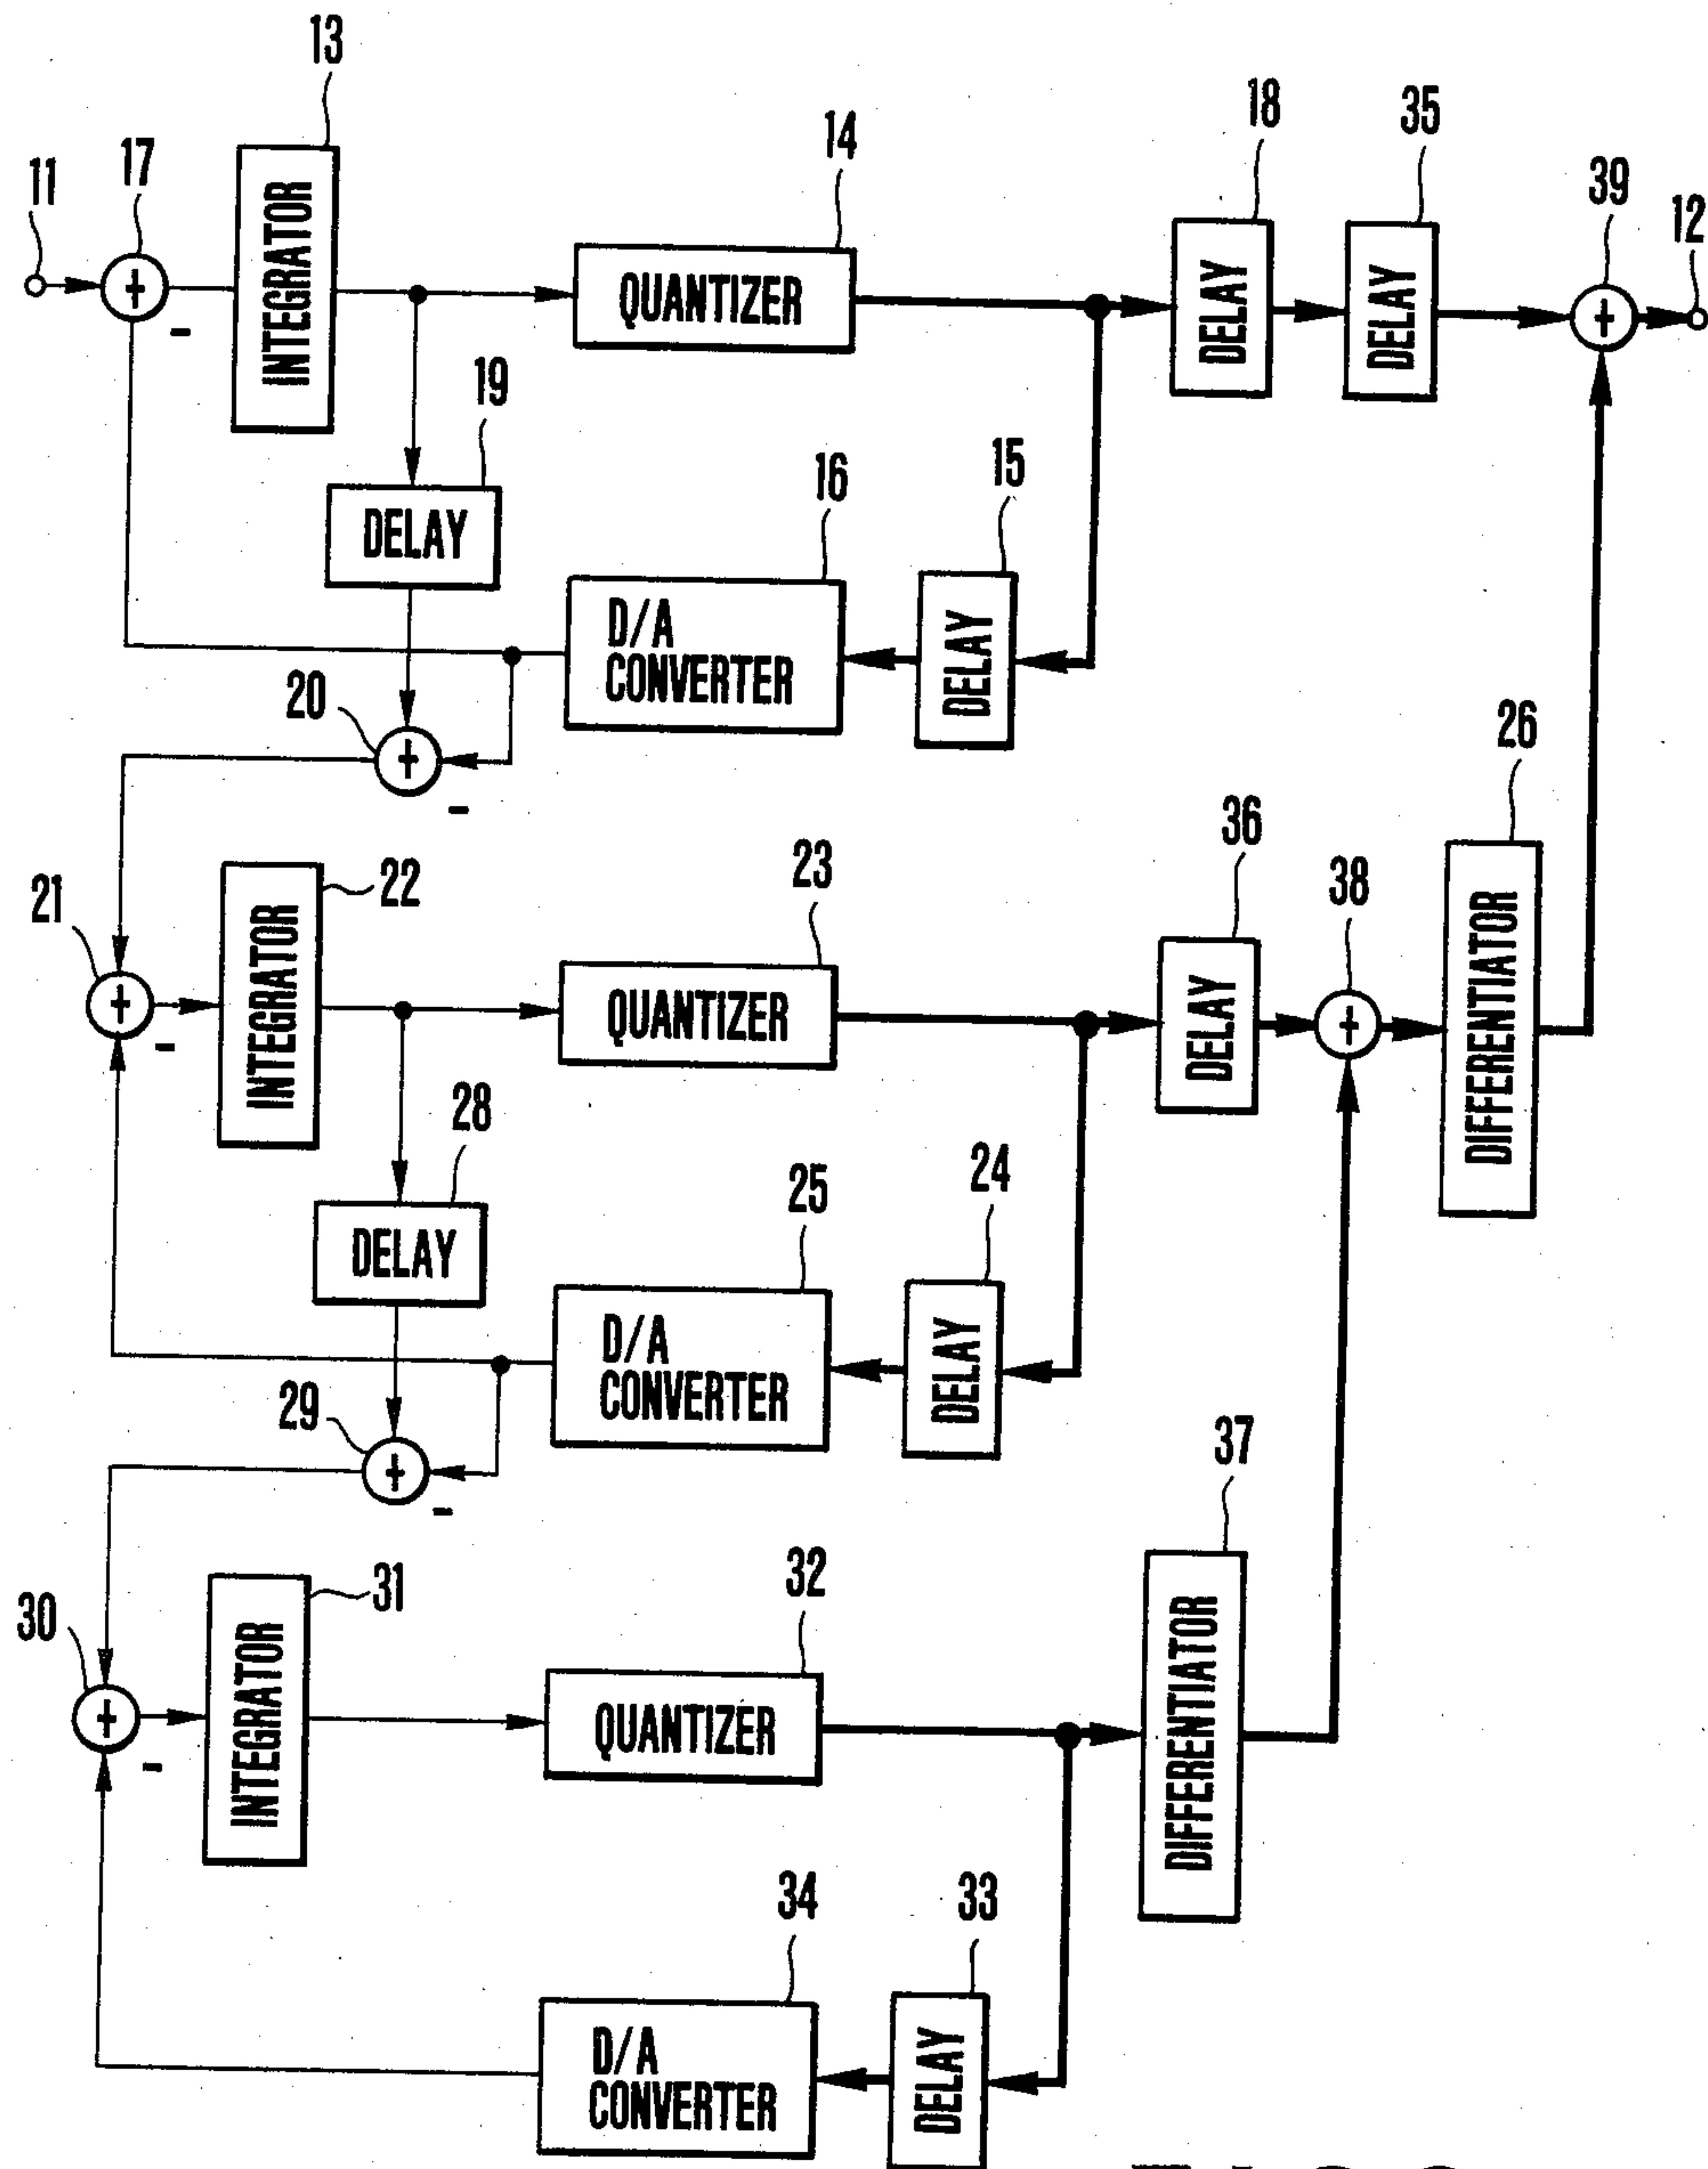 13
18
35
14
17
11
39
12
INTEGRATOR
+
-
QUANTIZER
DELAY
DELAY
+
19
DELAY
16
15
D/A
CONVERTER
DELAY
20
+
-
26
36
23
38
21
22
INTEGRATOR
+
-
QUANTIZER
DELAY
+
DIFFERENTIATOR
28
DELAY
25
24
D/A
CONVERTER
DELAY
29
+
-
37
32
31
30
INTEGRATOR
+
-
QUANTIZER
DIFFERENTIATOR
34
33
D/A
CONVERTER
DELAY